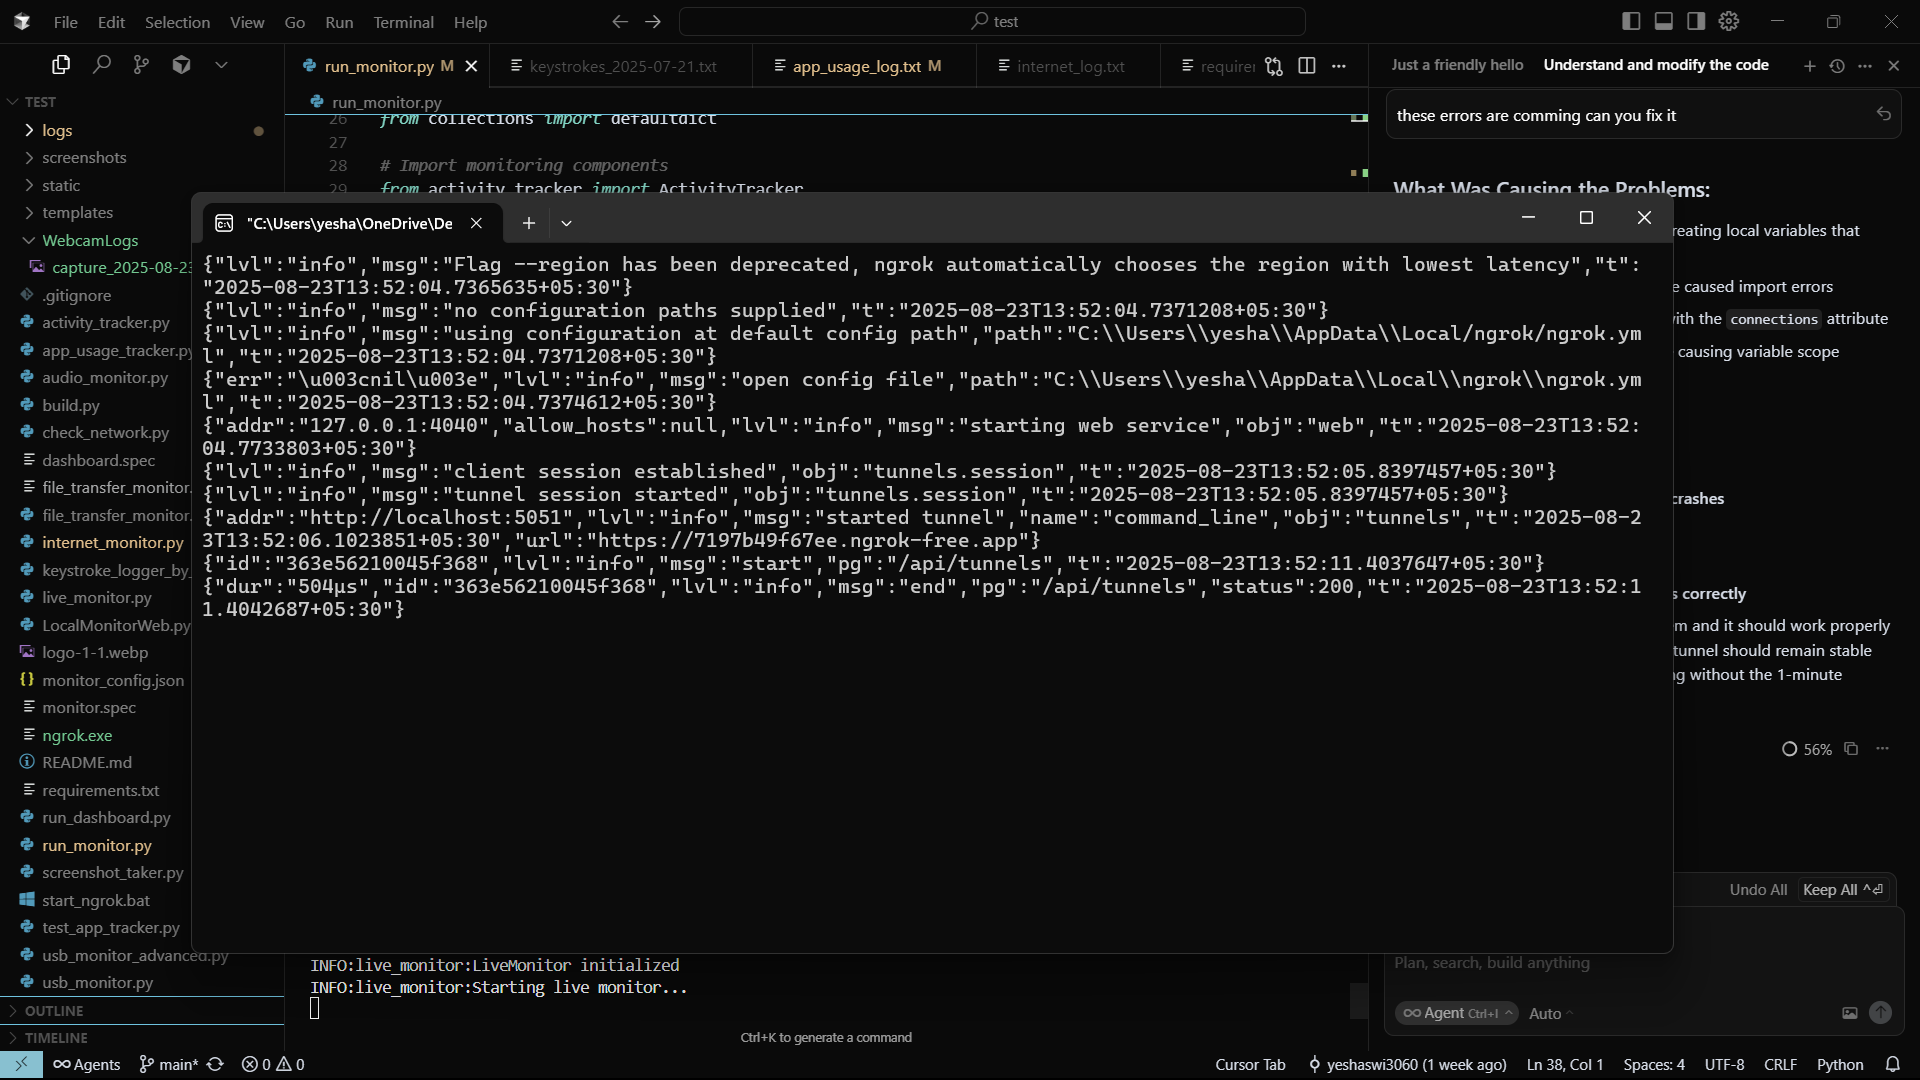 File Edit Selection View Go Run Terminal Help
test
run_monitor.py M
keystrokes_2025-07-21.txt
app_usage_log.txt M
internet_log.txt
Just a friendly hello
Understand and modify the code
TEST
logs
screenshots
static
templates
WebcamLogs
capture_2025-08-23
.gitignore
activity_tracker.py
app_usage_tracker.py
audio_monitor.py
build.py
check_network.py
dashboard.spec
file_transfer_monitor.
file_transfer_monitor.
internet_monitor.py
keystroke_logger_by
live_monitor.py
LocalMonitorWeb.py
logo-1-1.webp
monitor_config.json
monitor.spec
ngrok.exe
README.md
requirements.txt
run_dashboard.py
run_monitor.py
screenshot_taker.py
start_ngrok.bat
test_app_tracker.py
usb_monitor_advanced.py
usb_monitor.py
OUTLINE
TIMELINE
run_monitor.py
26 from collections import defaultdict
27
28 # Import monitoring components
29 from activity_tracker import ActivityTracker
"C:\Users\yesha\OneDrive\De
{"lvl":"info","msg":"Flag --region has been deprecated, ngrok automatically chooses the region with lowest latency","t":
"2025-08-23T13:52:04.7365635+05:30"}
{"lvl":"info","msg":"no configuration paths supplied","t":"2025-08-23T13:52:04.7371208+05:30"}
{"lvl":"info","msg":"using configuration at default config path","path":"C:\\Users\\yesha\\AppData\\Local/ngrok/ngrok.ym
l","t":"2025-08-23T13:52:04.7371208+05:30"}
{"err":"\u003cnil\u003e","lvl":"info","msg":"open config file","path":"C:\\Users\\yesha\\AppData\\Local\\ngrok\\ngrok.ym
l","t":"2025-08-23T13:52:04.7374612+05:30"}
{"addr":"127.0.0.1:4040","allow_hosts":null,"lvl":"info","msg":"starting web service","obj":"web","t":"2025-08-23T13:52:
04.7733803+05:30"}
{"lvl":"info","msg":"client session established","obj":"tunnels.session","t":"2025-08-23T13:52:05.8397457+05:30"}
{"lvl":"info","msg":"tunnel session started","obj":"tunnels.session","t":"2025-08-23T13:52:05.8397457+05:30"}
{"addr":"http://localhost:5051","lvl":"info","msg":"started tunnel","name":"command_line","obj":"tunnels","t":"2025-08-2
3T13:52:06.1023851+05:30","url":"https://7197b49f67ee.ngrok-free.app"}
{"id":"363e56210045f368","lvl":"info","msg":"start","pg":"/api/tunnels","t":"2025-08-23T13:52:11.4037647+05:30"}
{"dur":"504µs","id":"363e56210045f368","lvl":"info","msg":"end","pg":"/api/tunnels","status":200,"t":"2025-08-23T13:52:1
1.4042687+05:30"}
INFO:live_monitor:LiveMonitor initialized
INFO:live_monitor:Starting live monitor...
Ctrl+K to generate a command
these errors are comming can you fix it
What Was Causing the Problems:
reating local variables that
e caused import errors
ith the connections attribute
causing variable scope
crashes
s correctly
m and it should work properly
tunnel should remain stable
g without the 1-minute
56%
Undo All Keep All
Plan, search, build anything
Agent Ctrl+I
Auto
Agents main* 0 0
Cursor Tab yeshaswi3060 (1 week ago) Ln 38, Col 1 Spaces: 4 UTF-8 CRLF Python